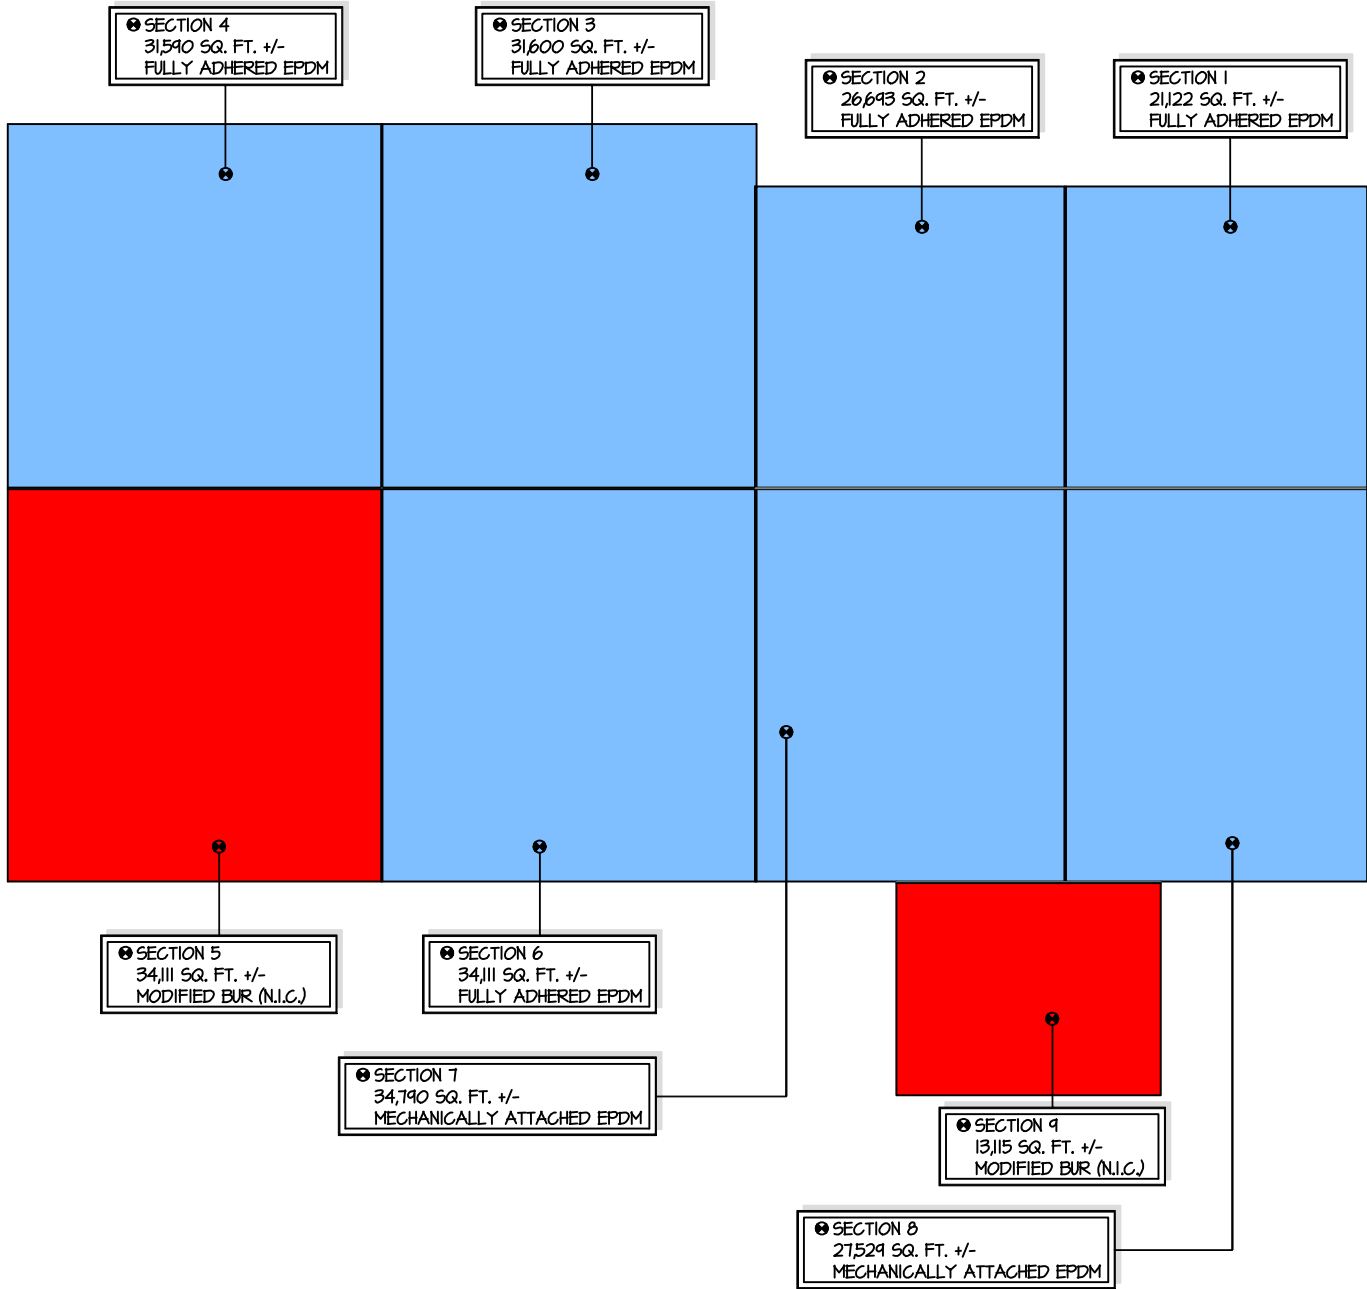 SECTION 4
31,590 SQ. FT. +/-
FULLY ADHERED EPDM
SECTION 3
31,600 SQ. FT. +/-
FULLY ADHERED EPDM
SECTION 2
26,693 SQ. FT. +/-
FULLY ADHERED EPDM
SECTION 1
21,122 SQ. FT. +/-
FULLY ADHERED EPDM
SECTION 5
34,111 SQ. FT. +/-
MODIFIED BUR (N.I.C.)
SECTION 6
34,111 SQ. FT. +/-
FULLY ADHERED EPDM
SECTION 7
34,790 SQ. FT. +/-
MECHANICALLY ATTACHED EPDM
SECTION 9
13,115 SQ. FT. +/-
MODIFIED BUR (N.I.C.)
SECTION 8
27,529 SQ. FT. +/-
MECHANICALLY ATTACHED EPDM